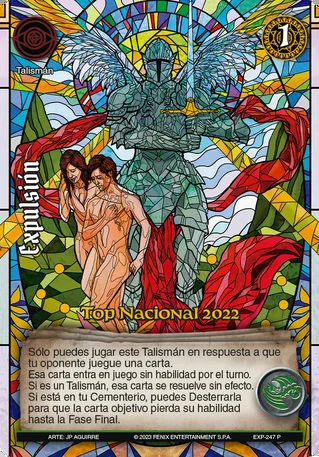 1
Talismán
Expulsión
Top Nacional 2022
Sólo puedes jugar este Talismán en respuesta a que
tu oponente juegue una carta.
Esa carta entra en juego sin habilidad por el turno.
Si es un Talismán, esa carta se resuelve sin efecto.
Si está en tu Cementerio, puedes Desterrarla
para que la carta objetivo pierda su habilidad
hasta la Fase Final.
ARTE: JP AGUIRRE
© 2023 FENIX ENTERTAINMENT S.P.A.
EXP-247 P